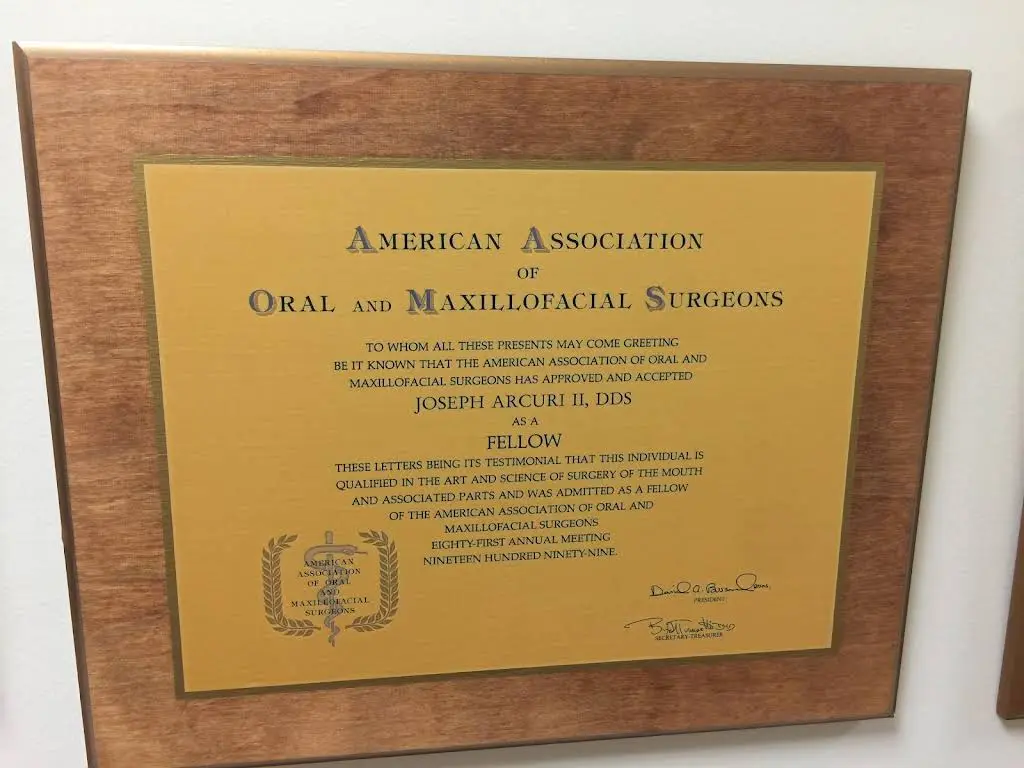 AMERICAN ASSOCIATION
OF
ORAL AND MAXILLOFACIAL SURGEONS
TO WHOM ALL THESE PRESENTS MAY COME GREETING
BE IT KNOWN THAT THE AMERICAN ASSOCIATION OF ORAL AND
MAXILLOFACIAL SURGEONS HAS APPROVED AND ACCEPTED
JOSEPH ARCURI II, DDS
AS A
FELLOW
THESE LETTERS BEING ITS TESTIMONIAL THAT THIS INDIVIDUAL IS
QUALIFIED IN THE ART AND SCIENCE OF SURGERY OF THE MOUTH
AND ASSOCIATED PARTS AND WAS ADMITTED AS A FELLOW
OF THE AMERICAN ASSOCIATION OF ORAL AND
MAXILLOFACIAL SURGEONS
EIGHTY-FIRST ANNUAL MEETING
NINETEEN HUNDRED NINETY-NINE.
AMERICAN
ASSOCIATION
OF ORAL
AND
MAXILLOFACIAL
SURGEONS
David A.
PRESIDENT
SECRETARY-TREASURER